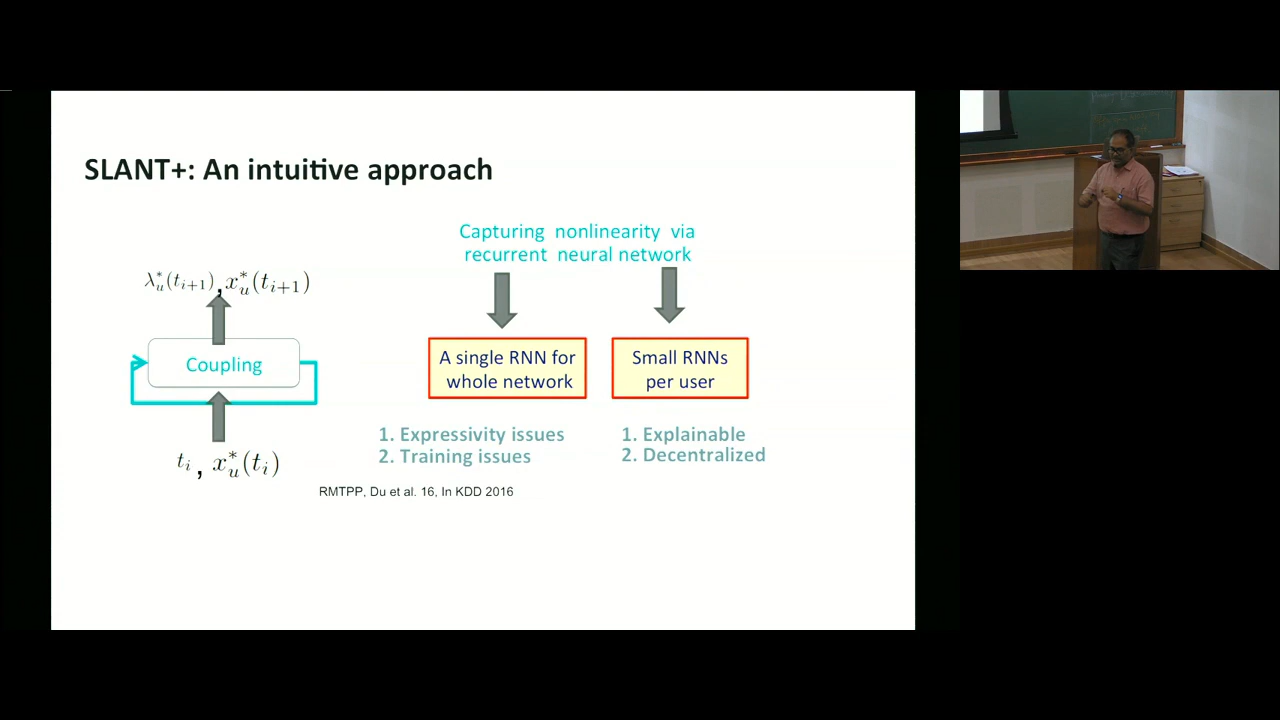 SLANT+: An intuitive approach
Capturing nonlinearity via
recurrent neural network
λ*u(ti+1), x*u(ti+1)
Coupling
ti, x*u(ti)
A single RNN for
whole network
Small RNNs
per user
1. Expressivity issues
2. Training issues
1. Explainable
2. Decentralized
RMTPP, Du et al. 16, In KDD 2016